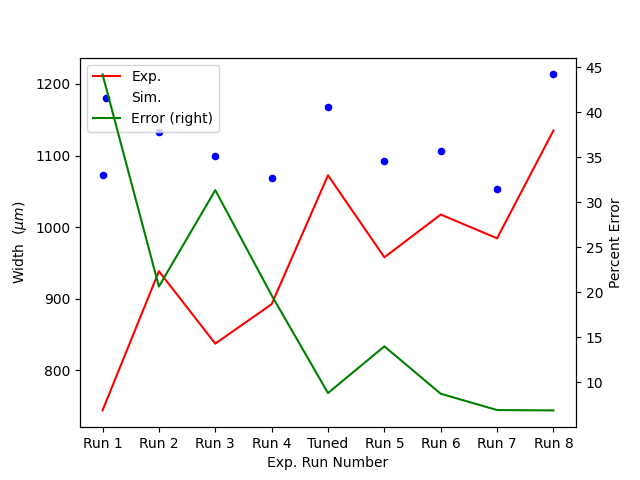 Exp.
Sim.
Error (right)
1200
1100
1000
900
800
Width (μm)
45
40
35
30
25
20
15
10
Percent Error
Run 1 Run 2 Run 3 Run 4 Tuned Run 5 Run 6 Run 7 Run 8
Exp. Run Number